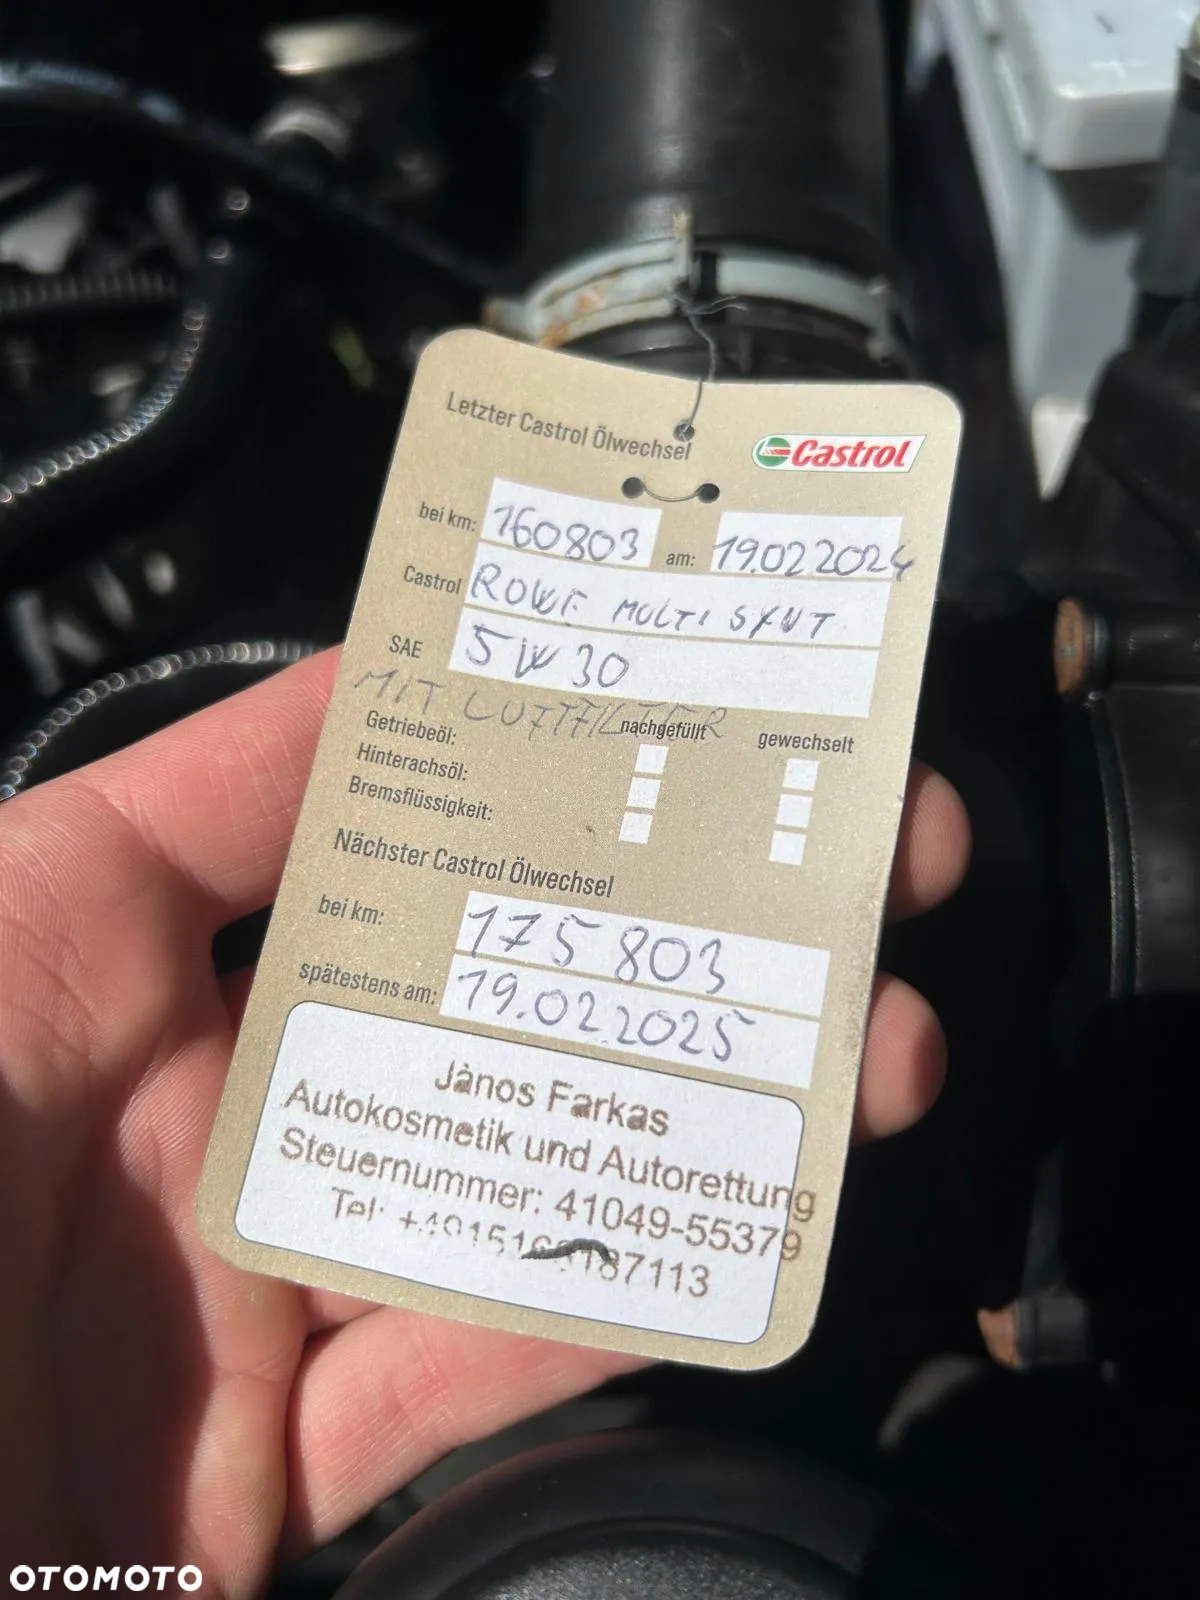 Letzter Castrol Ölwechsel
Castrol
bei km: 160803 am: 19.02.2024
Castrol ROWE MULTI SYNT
SAE 5W30
MIT LUFTFILTER
nachgefüllt gewechselt
Getriebeöl:
Hinterachsöl:
Bremsflüssigkeit:
Nächster Castrol Ölwechsel
bei km: 175803
spätestens am: 19.02.2025
Jànos Farkas
Autokosmetik und Autorettung
Steuernummer: 41049-55379
Tel:
OTOMOTO